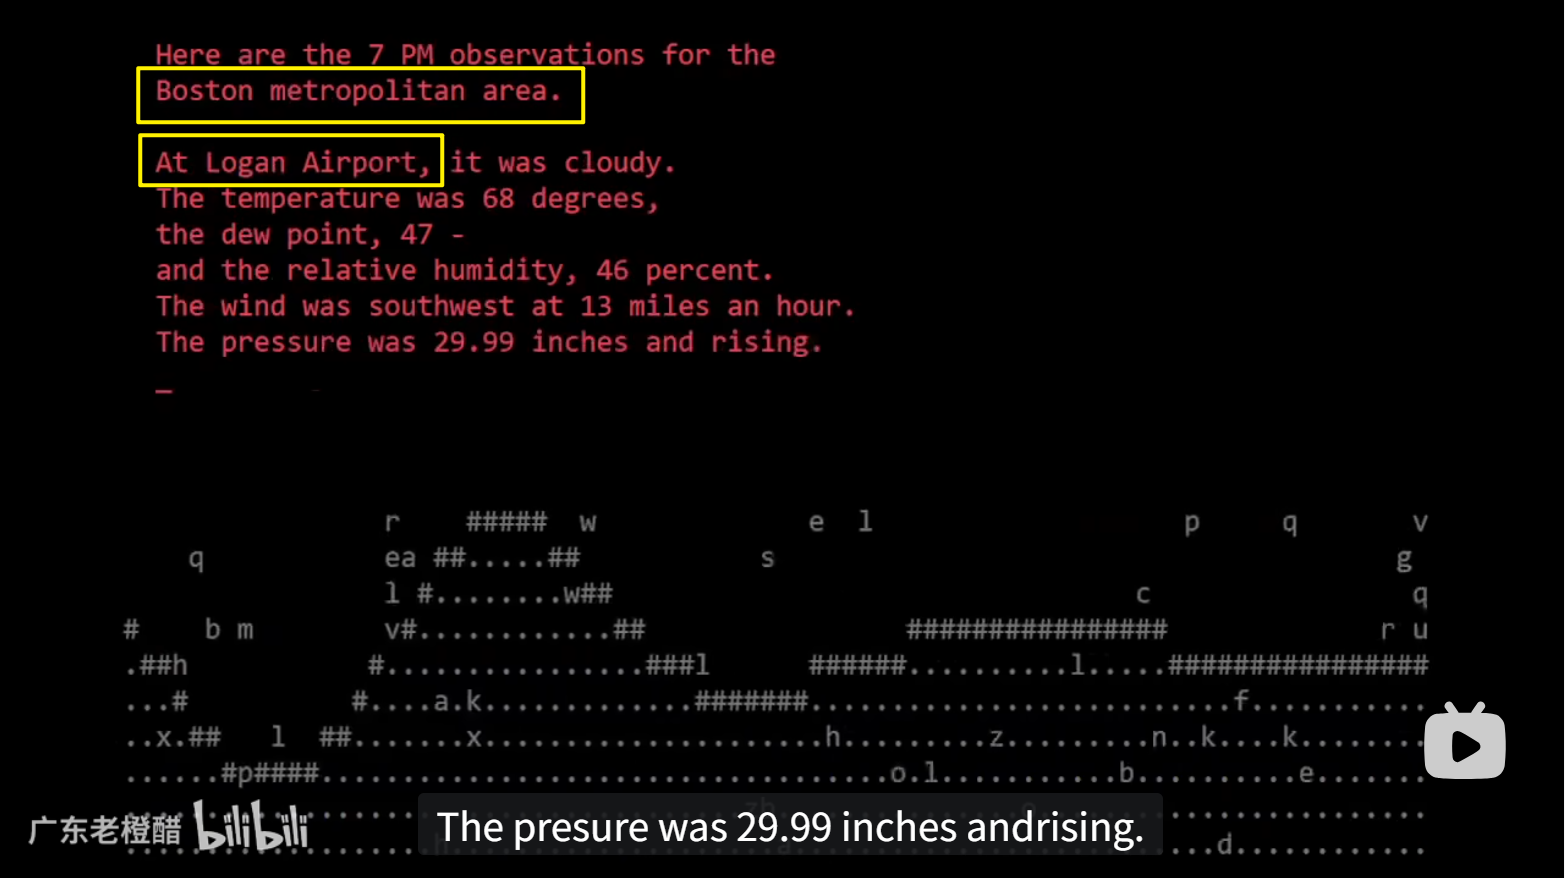 Here are the 7 PM observations for the
Boston metropolitan area.
At Logan Airport, it was cloudy.
The temperature was 68 degrees,
the dew point, 47 -
and the relative humidity, 46 percent.
The wind was southwest at 13 miles an hour.
The pressure was 29.99 inches and rising.
_
r #####  w e  l p q v
q ea ##.....## s g
l #........w## c q
# b m v#............## ################ r u
.##h #................###l ######..........l.....################
...# #....a.k.............#######..........................f...........
..x.## l ##.......x.....................h.........z.........n..k....k........
......#p####...................................o.l...........b..........e.......
广东老橙醋 bilibili
The presure was 29.99 inches andrising.